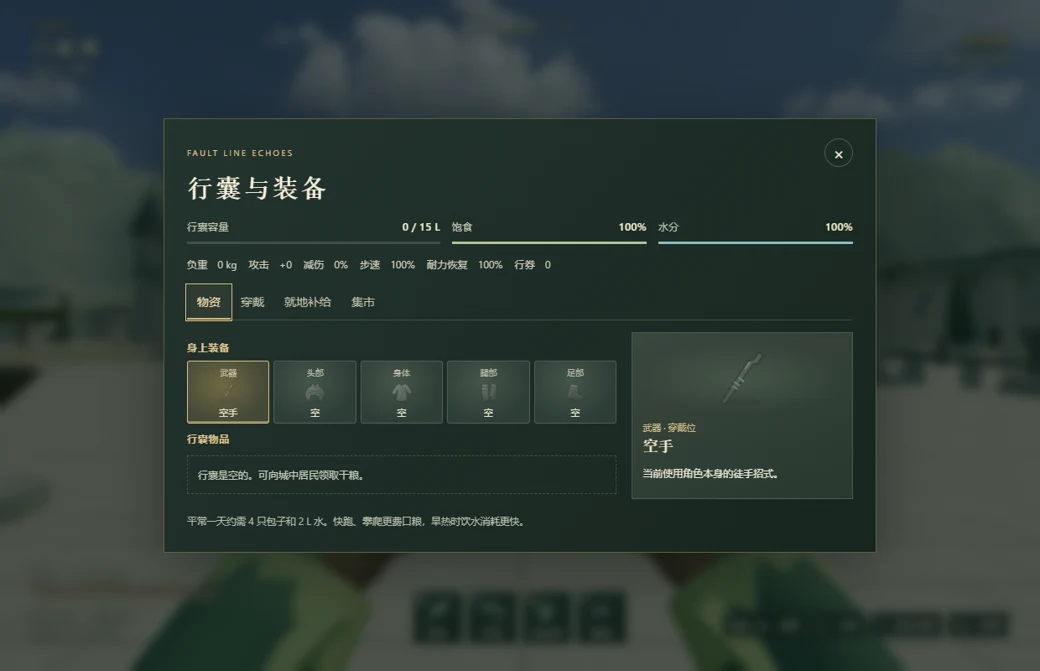 FAULT LINE ECHOES
行囊与装备
行囊容量 0 / 15 L 饱食 100% 水分 100%
负重 0 kg 攻击 +0 减伤 0% 步速 100% 耐力恢复 100% 行券 0
物资 穿戴 就地补给 集市
身上装备
武器 头部 身体 腿部 足部
空手 空 空 空 空
行囊物品
行囊是空的。可向城中居民领取干粮。
武器 · 穿戴位
空手
当前使用角色本身的徒手招式。
平常一天约需 4 只包子和 2 L 水。快跑、攀爬更费口粮，旱热时饮水消耗更快。